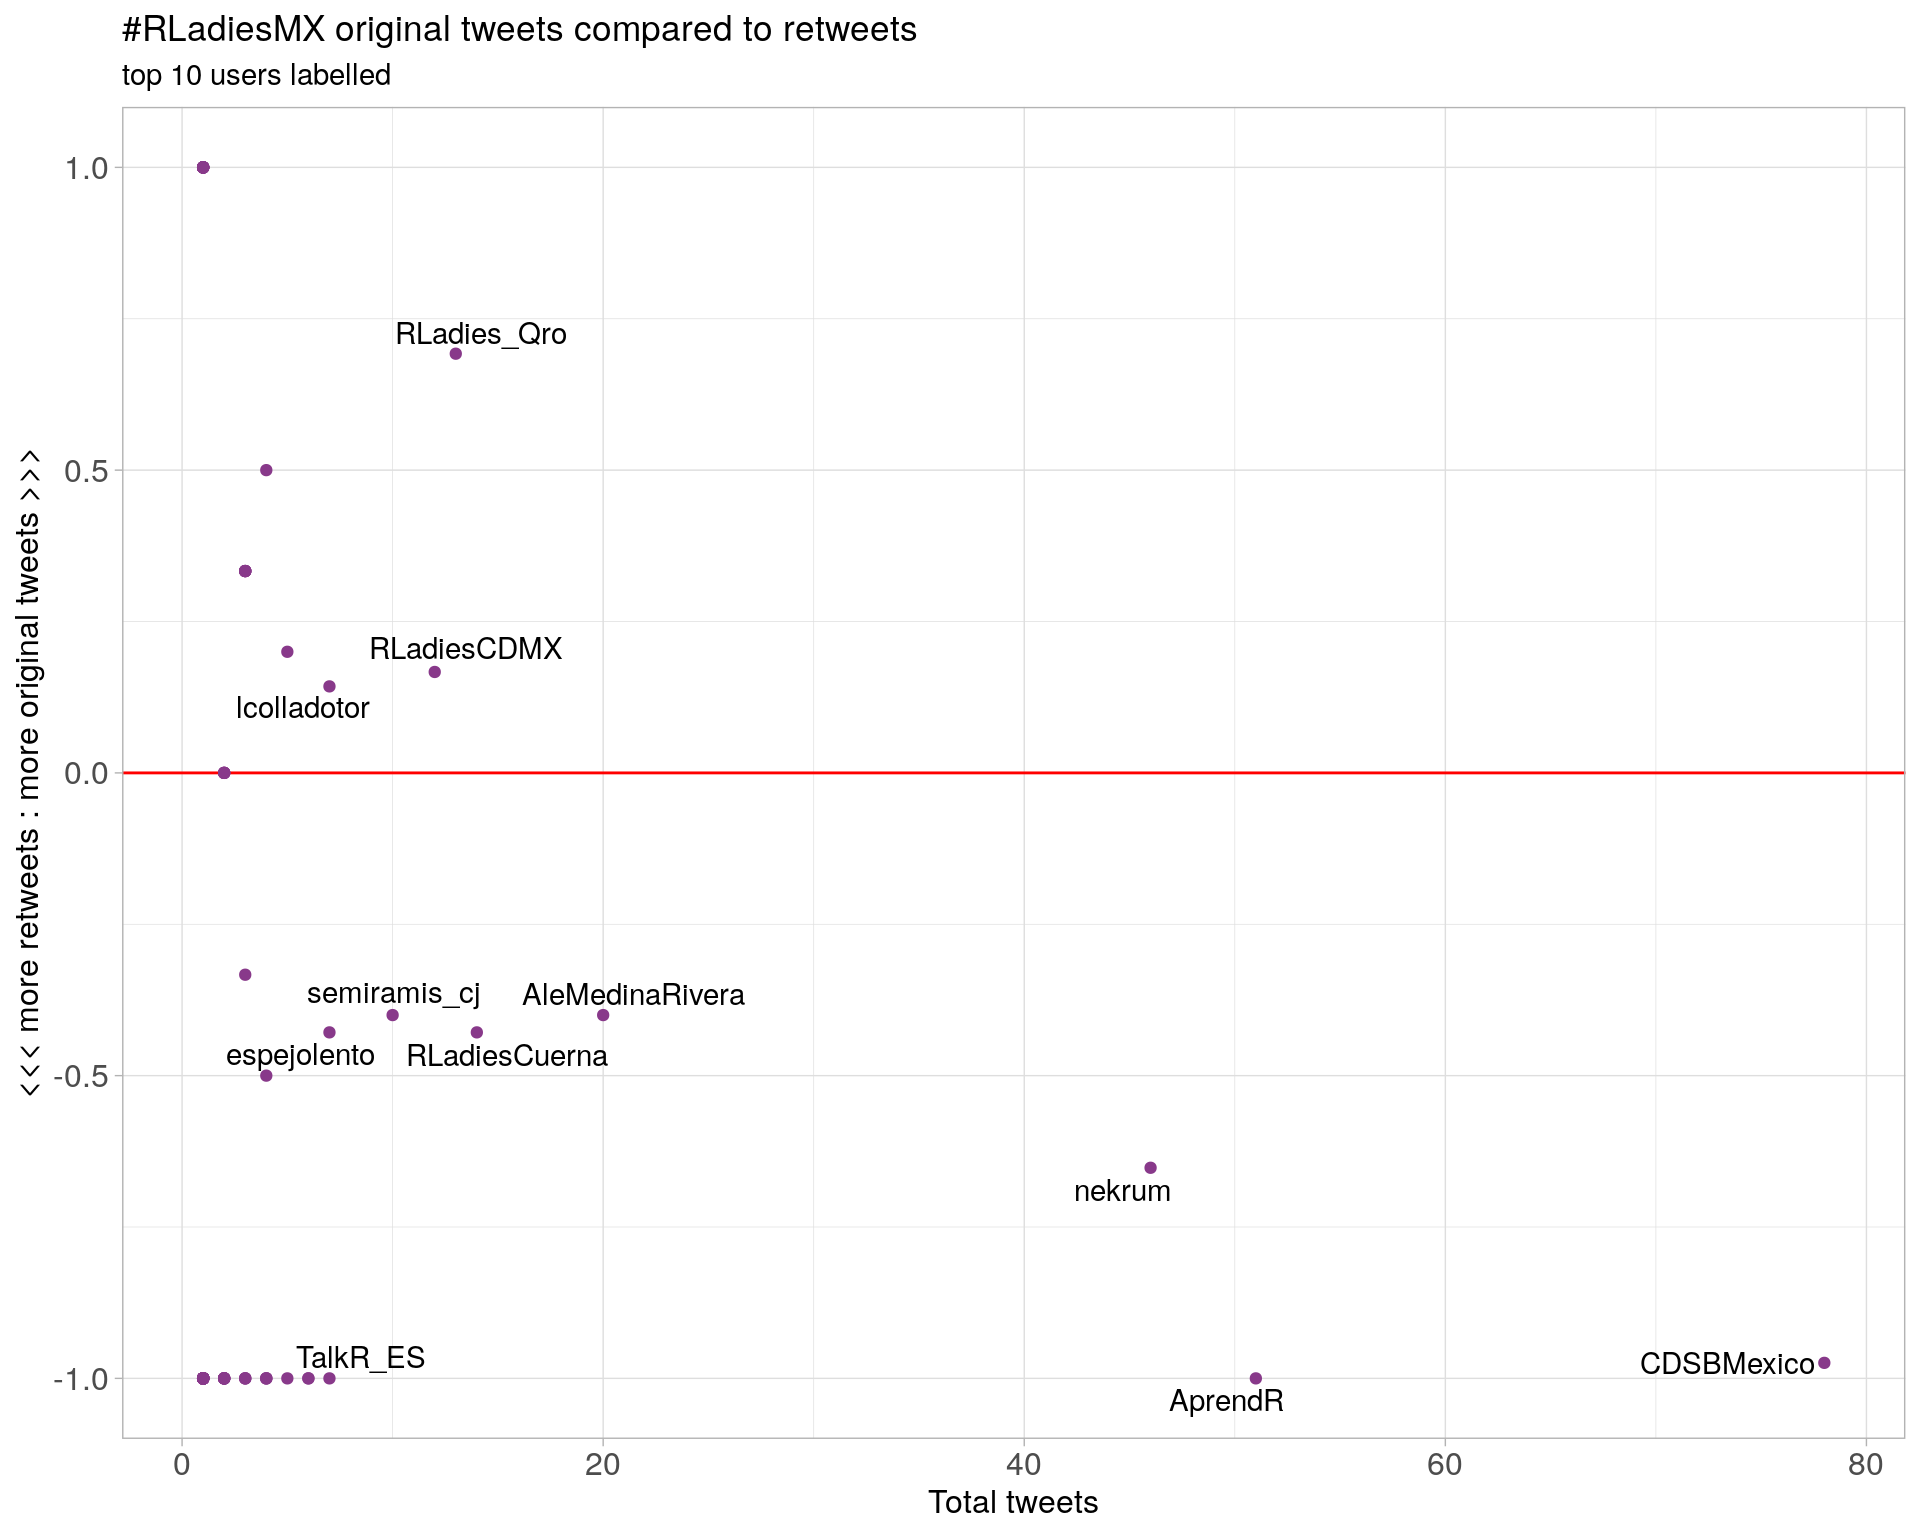 #RLadiesMX original tweets compared to retweets
top 10 users labelled
<<< more retweets : more original tweets >>>
1.0
0.5
0.0
-0.5
-1.0
RLadies_Qro
RLadiesCDMX
lcolladotor
semiramis_cj
AleMedinaRivera
espejolento
RLadiesCuerna
nekrum
TalkR_ES
CDSBMexico
AprendR
0
20
40
60
80
Total tweets